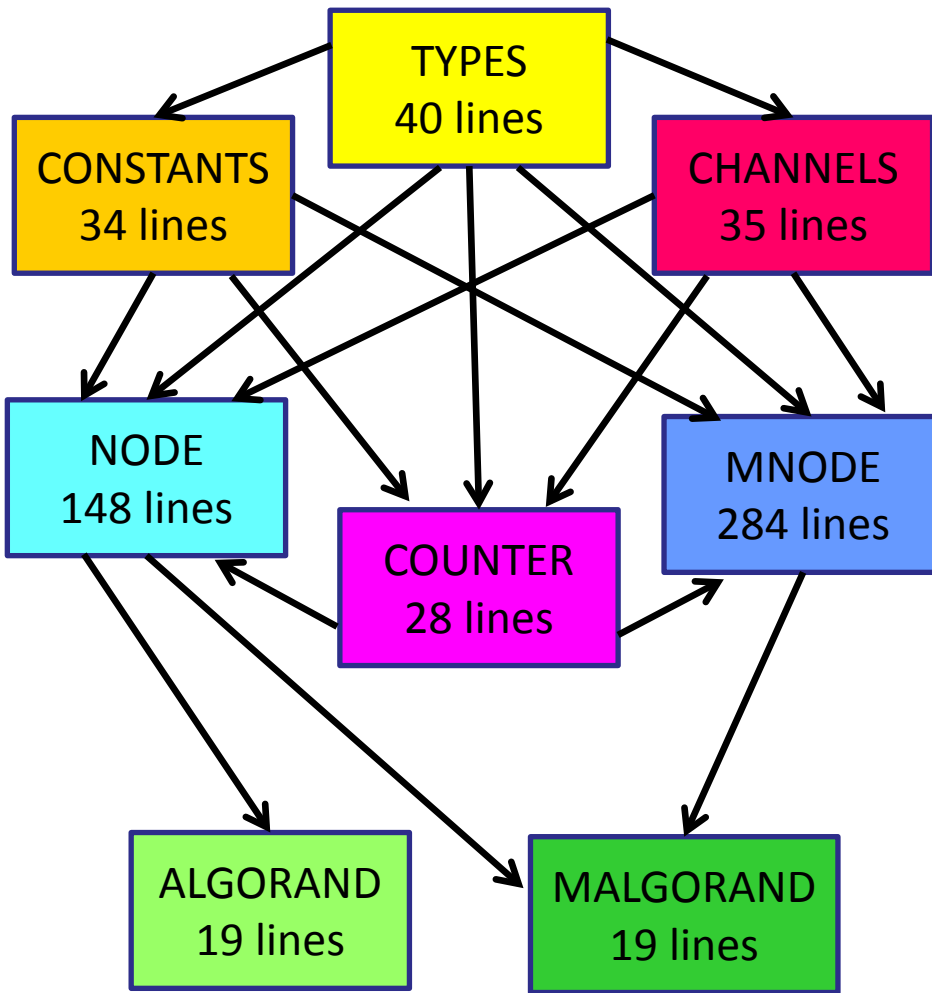 TYPES
40 lines
CONSTANTS
34 lines
CHANNELS
35 lines
NODE
148 lines
MNODE
284 lines
COUNTER
28 lines
ALGORAND
19 lines
MALGORAND
19 lines